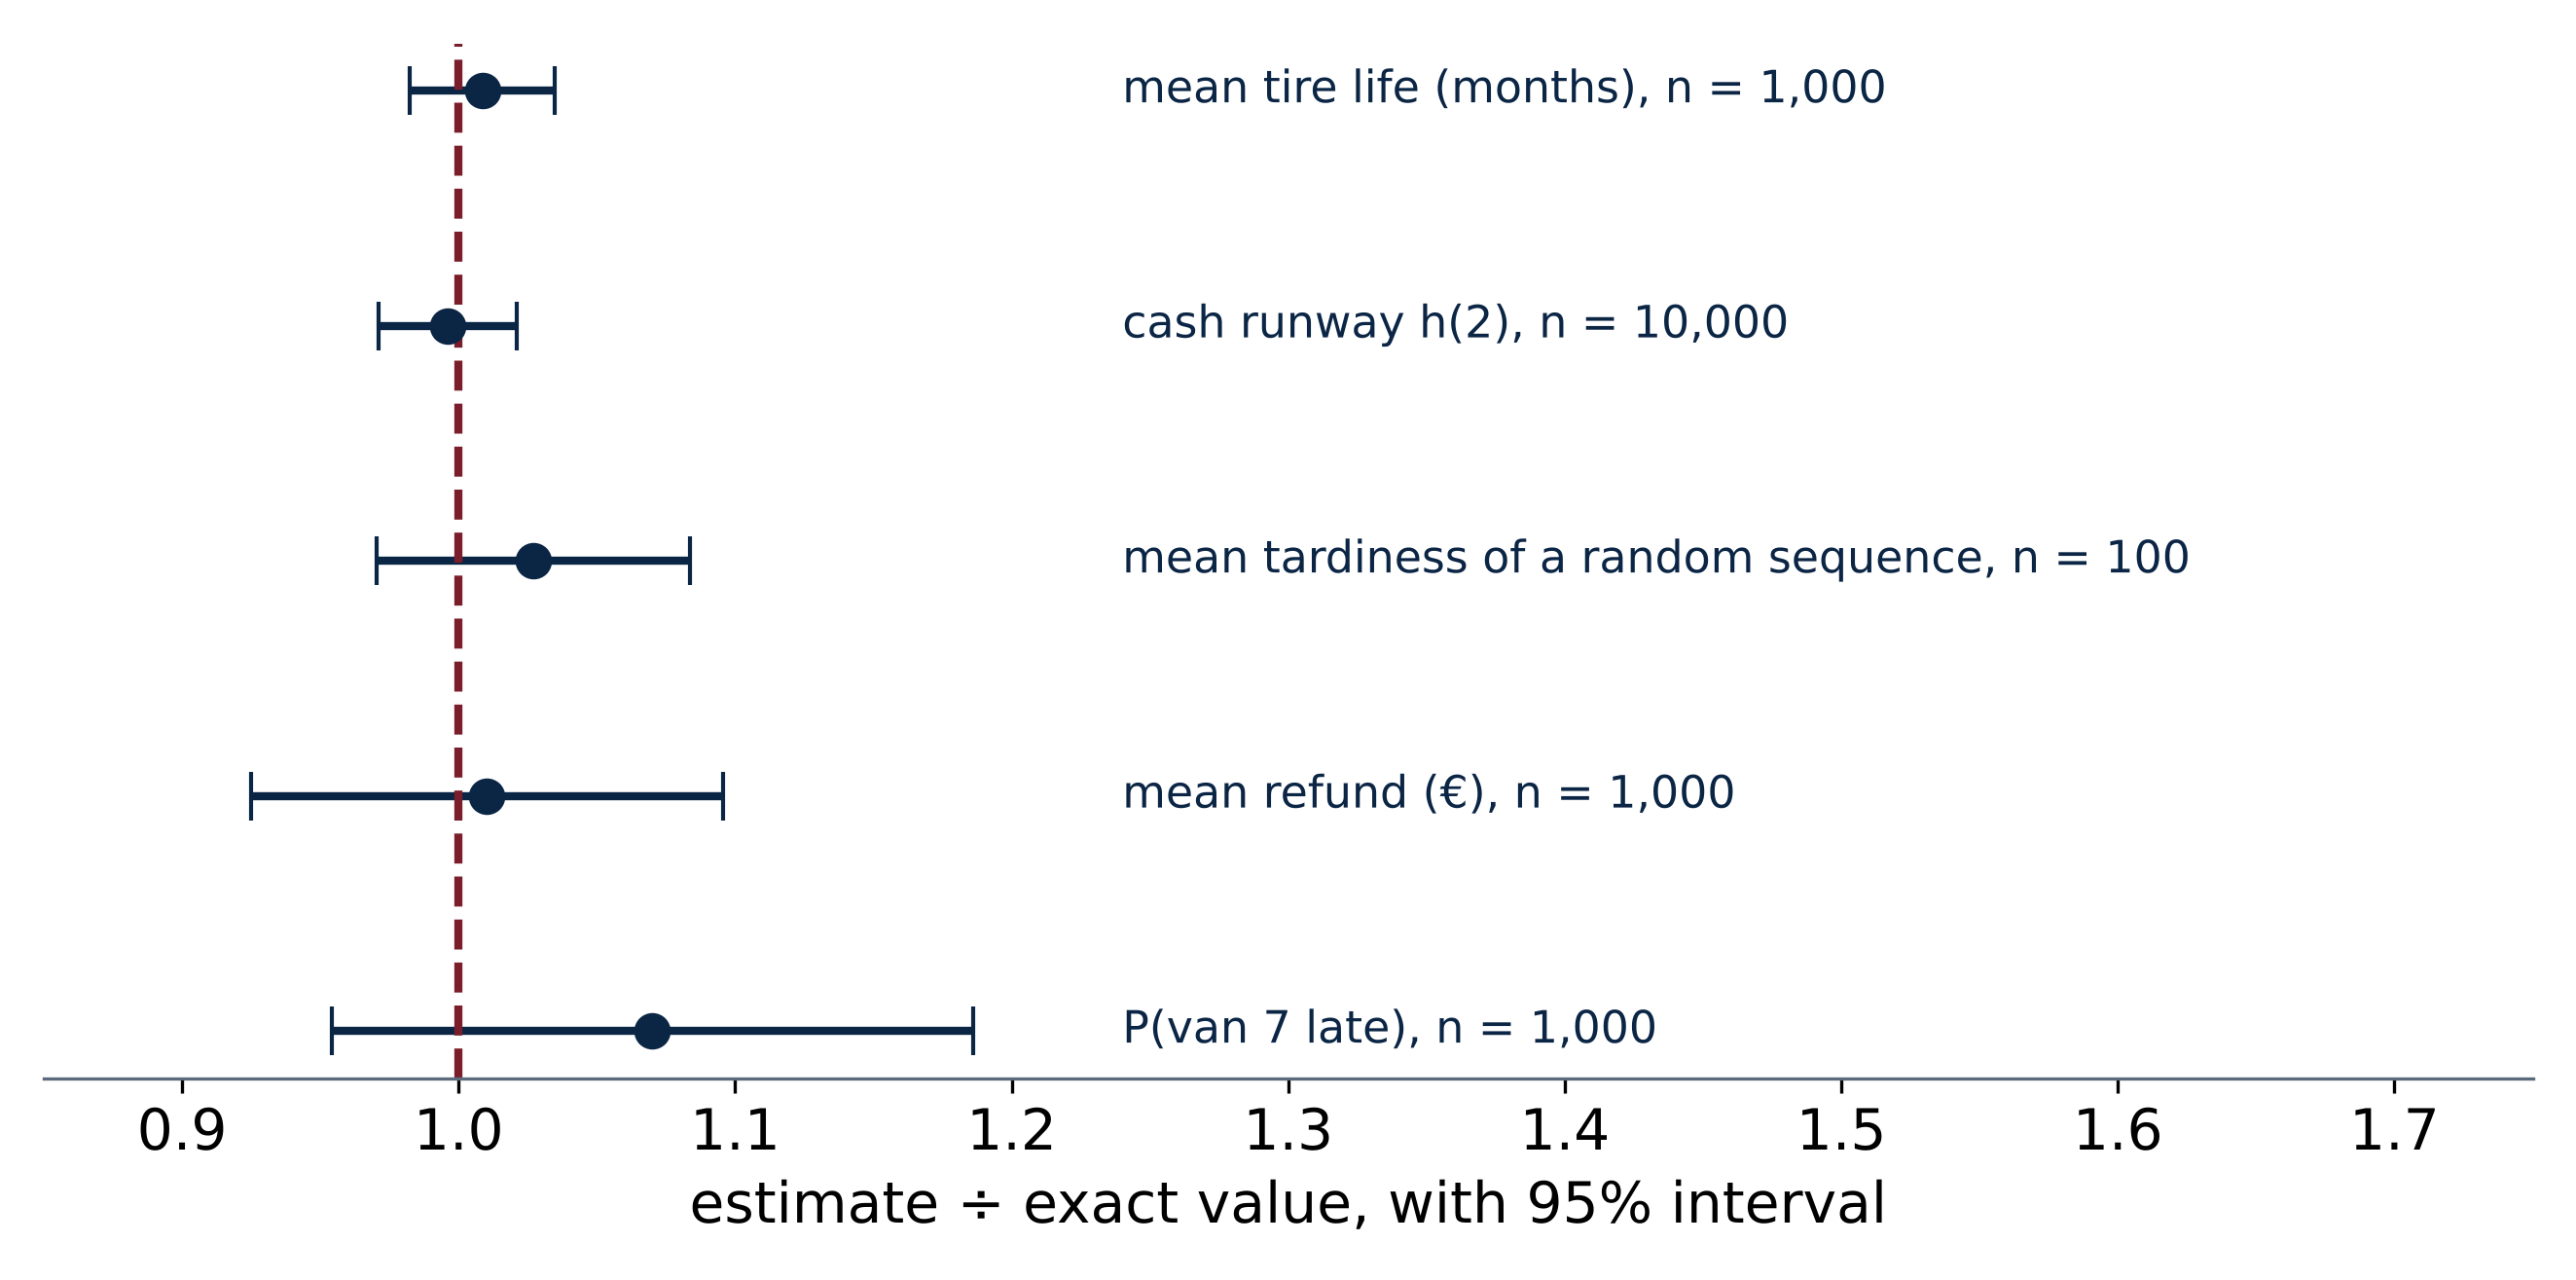 mean tire life (months), n = 1,000
cash runway h(2), n = 10,000
mean tardiness of a random sequence, n = 100
mean refund (€), n = 1,000
P(van 7 late), n = 1,000
0.9 1.0 1.1 1.2 1.3 1.4 1.5 1.6 1.7
estimate ÷ exact value, with 95% interval